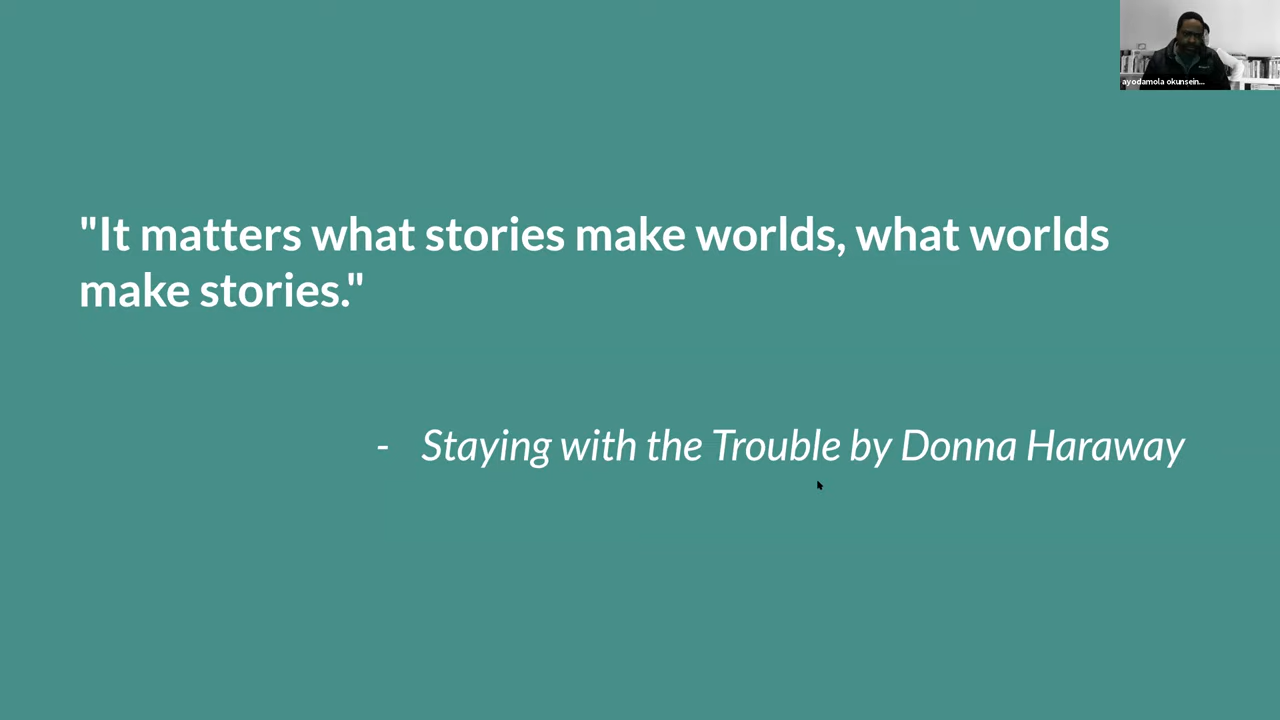 ayodamola okunsein...
"It matters what stories make worlds, what worlds
make stories."
- Staying with the Trouble by Donna Haraway